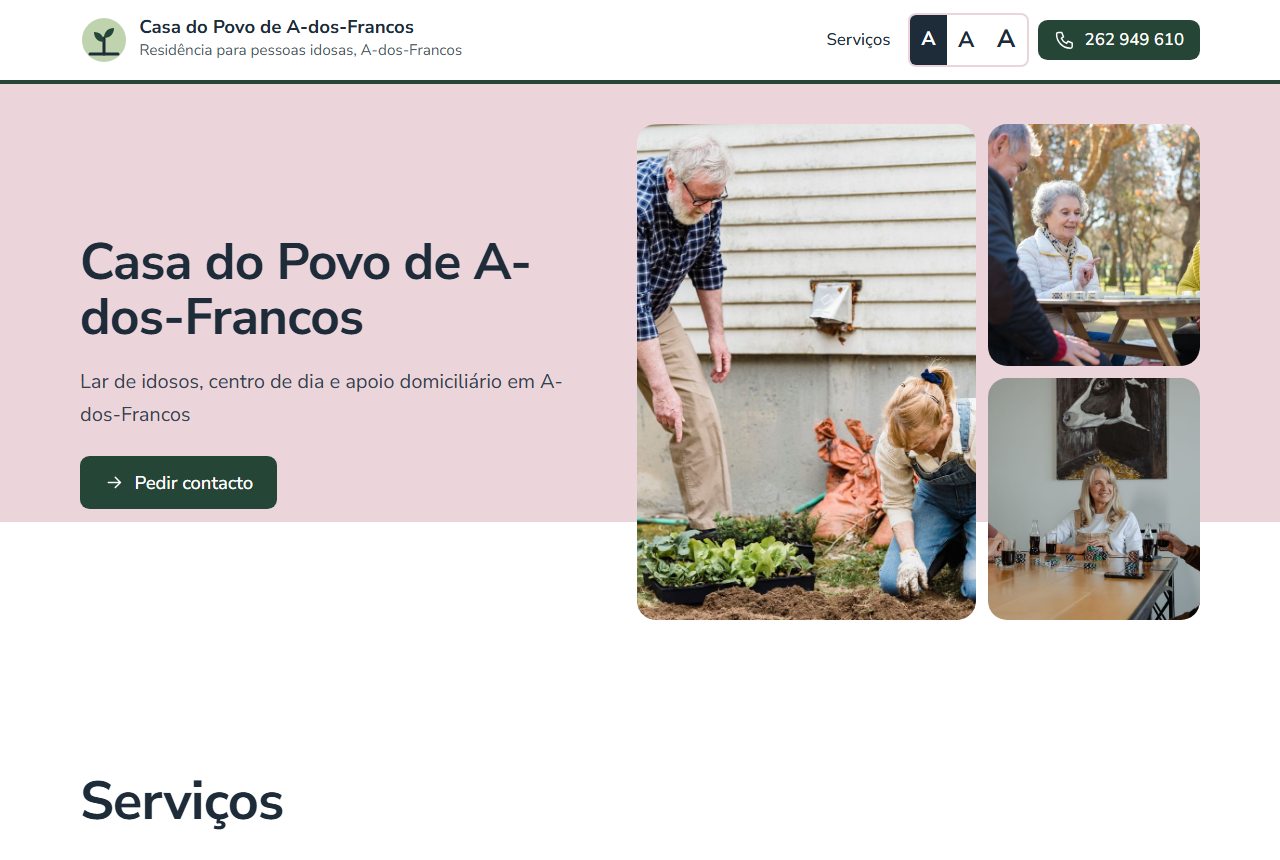 Casa do Povo de A-dos-Francos
Residência para pessoas idosas, A-dos-Francos
Serviços
A A A
262 949 610
Casa do Povo de A-
dos-Francos
Lar de idosos, centro de dia e apoio domiciliário em A-
dos-Francos
Pedir contacto
Serviços